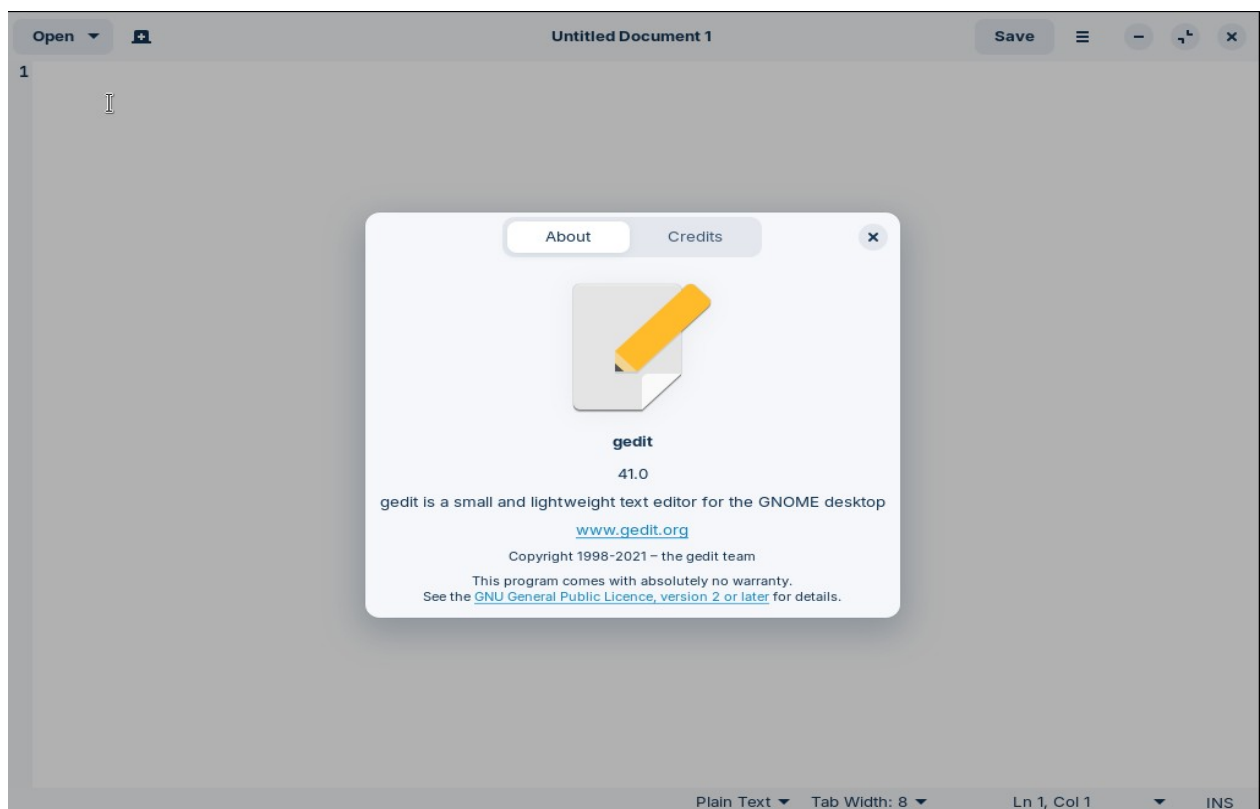 Open
Untitled Document 1
Save
1
About
Credits
gedit
41.0
gedit is a small and lightweight text editor for the GNOME desktop
www.gedit.org
Copyright 1998-2021 – the gedit team
This program comes with absolutely no warranty.
See the GNU General Public Licence, version 2 or later for details.
Plain Text
Tab Width: 8
Ln 1, Col 1
INS